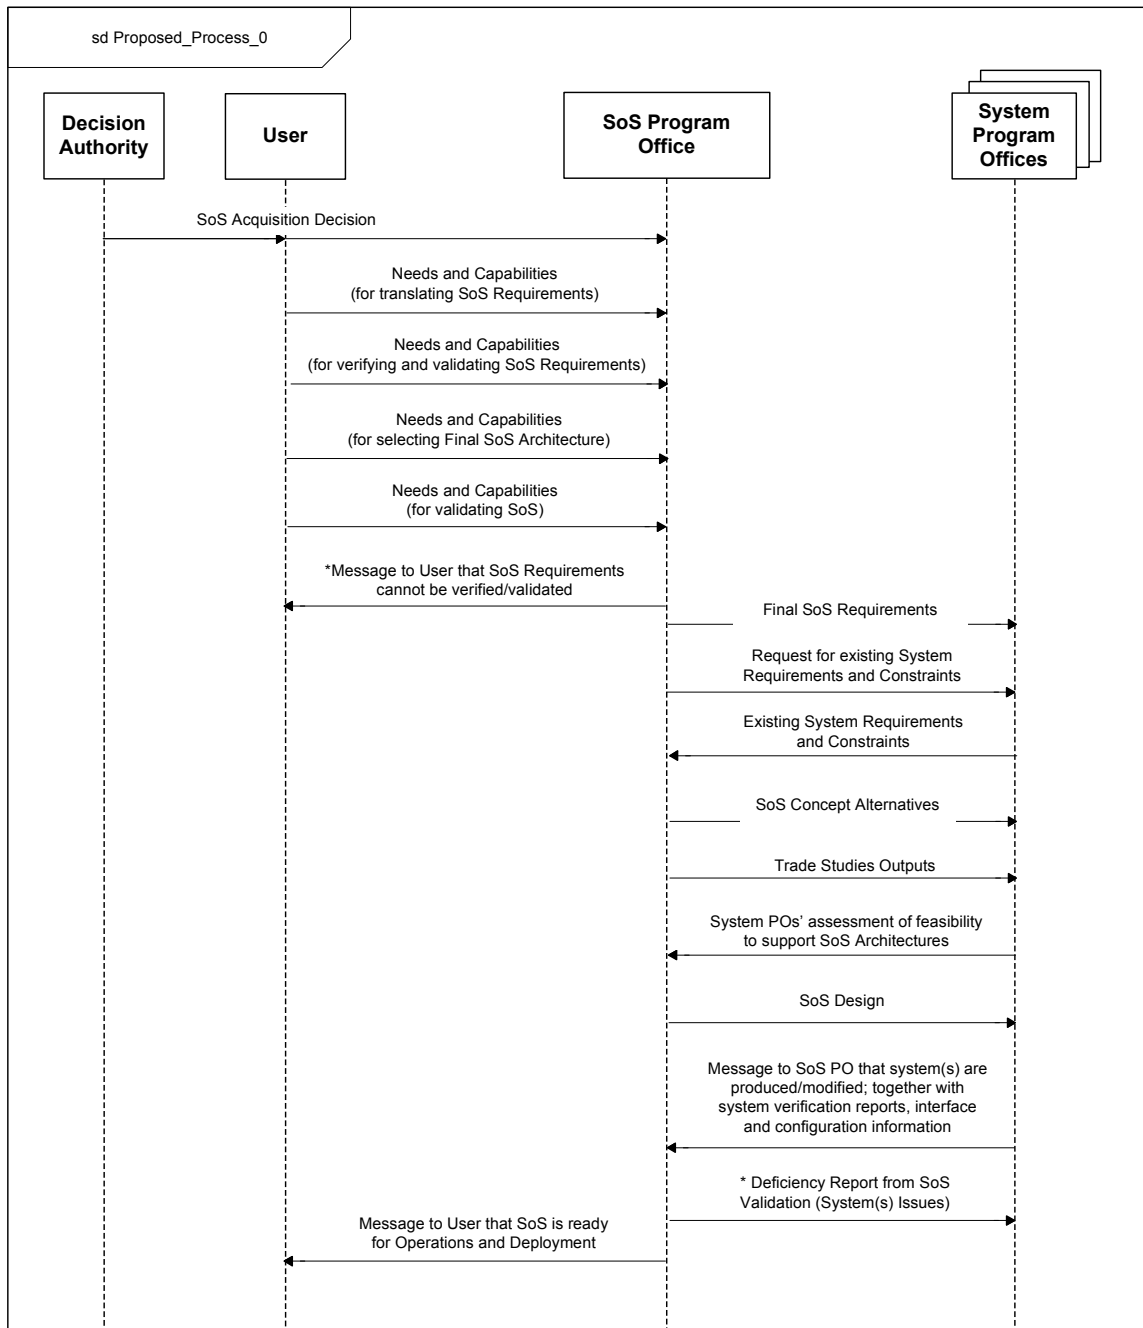 sd Proposed_Process_0
Decision
Authority
User
SoS Program
Office
System
Program
Offices
SoS Acquisition Decision
Needs and Capabilities
(for translating SoS Requirements)
Needs and Capabilities
(for verifying and validating SoS Requirements)
Needs and Capabilities
(for selecting Final SoS Architecture)
Needs and Capabilities
(for validating SoS)
*Message to User that SoS Requirements
cannot be verified/validated
Final SoS Requirements
Request for existing System
Requirements and Constraints
Existing System Requirements
and Constraints
SoS Concept Alternatives
Trade Studies Outputs
System POs’ assessment of feasibility
to support SoS Architectures
SoS Design
Message to SoS PO that system(s) are
produced/modified; together with
system verification reports, interface
and configuration information
* Deficiency Report from SoS
Validation (System(s) Issues)
Message to User that SoS is ready
for Operations and Deployment